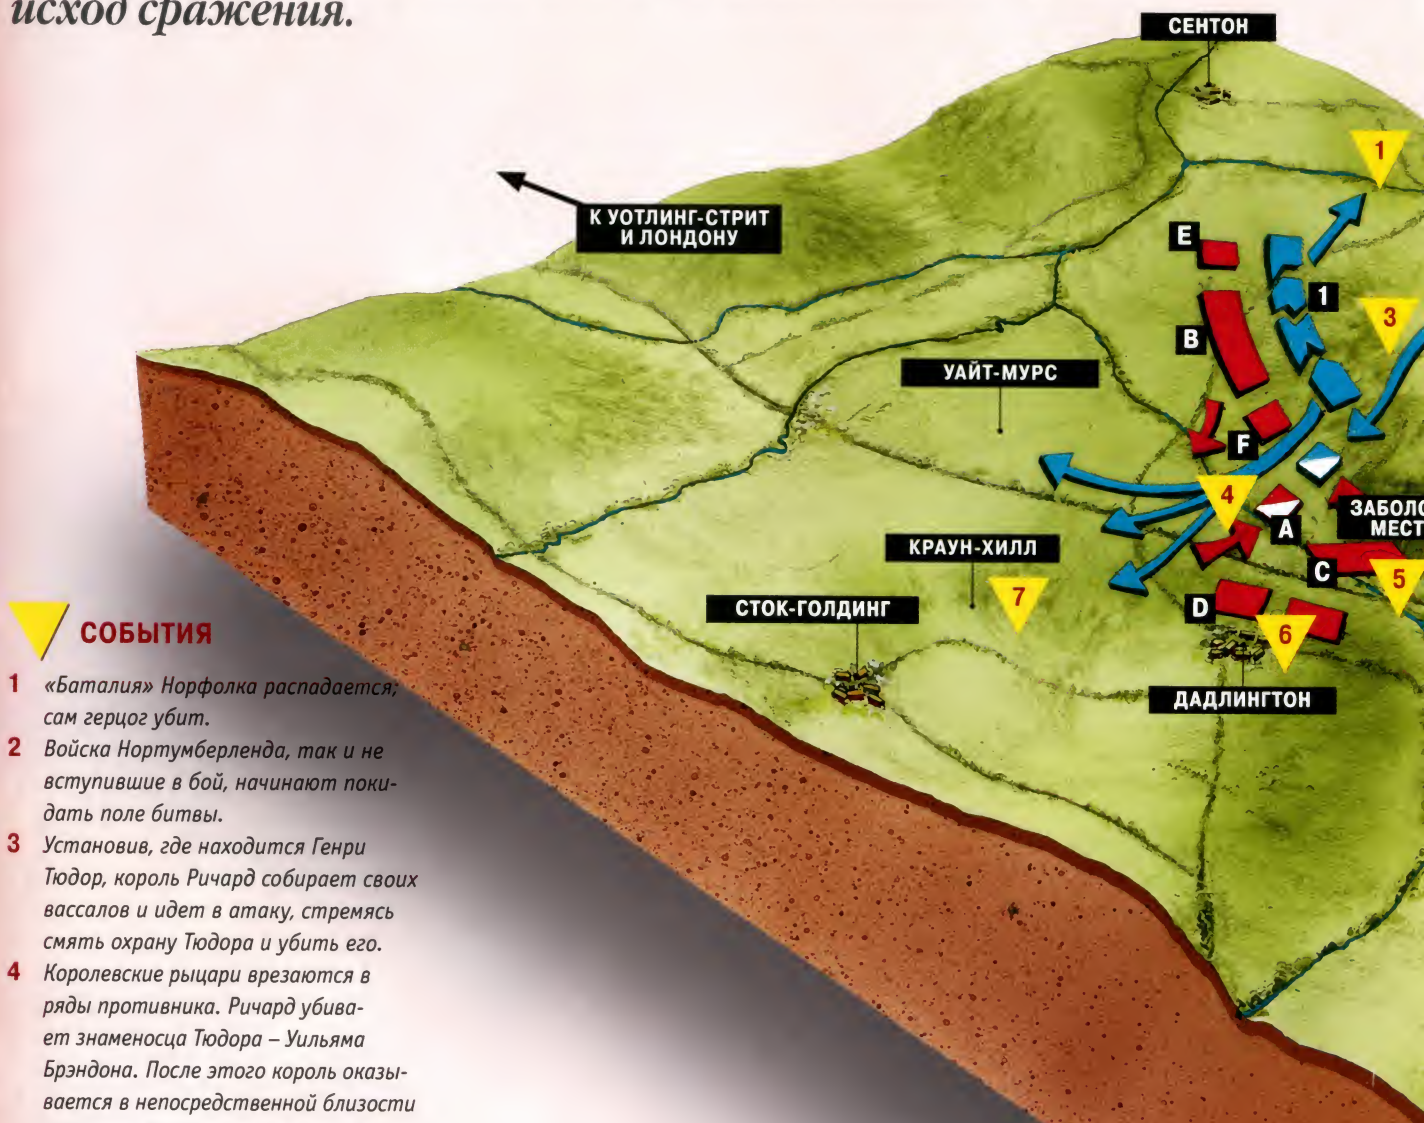 исход сражения.
СЕНТОН
1
К УОТЛИНГ-СТРИТ
И ЛОНДОНУ
E
1
3
B
УАЙТ-МУРС
F
4
A
ЗАБОЛО
МЕСТ
КРАУН-ХИЛЛ
C
5
7
СТОК-ГОЛДИНГ
D
6
ДАДЛИНГТОН
СОБЫТИЯ
1 «Баталия» Норфолка распадается;
сам герцог убит.
2 Войска Нортумберленда, так и не
вступившие в бой, начинают поки-
дать поле битвы.
3 Установив, где находится Генри
Тюдор, король Ричард собирает своих
вассалов и идет в атаку, стремясь
смять охрану Тюдора и убить его.
4 Королевские рыцари врезаются в
ряды противника. Ричард убива-
ет знаменосца Тюдора – Уильяма
Брэндона. После этого король оказы-
вается в непосредственной близости